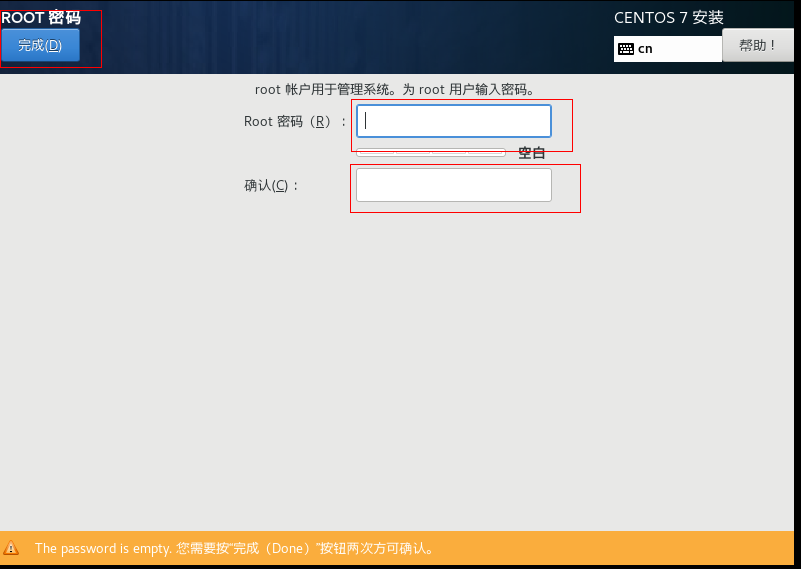 ROOT 密码
CENTOS 7 安装
完成(D)
cn
帮助！
root 帐户用于管理系统。为 root 用户输入密码。
Root 密码（R）：
空白
确认(C)：
The password is empty. 您需要按“完成（Done）”按钮两次方可确认。